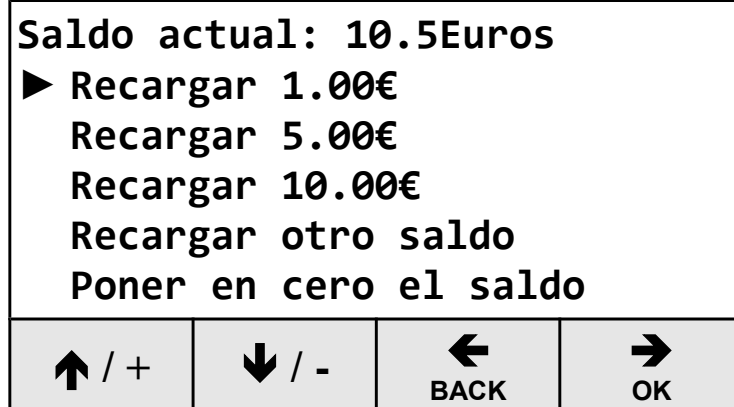 Saldo actual: 10.5Euros
► Recargar 1.00€
Recargar 5.00€
Recargar 10.00€
Recargar otro saldo
Poner en cero el saldo
🡹 / + 🡻 / - 🡸 🡺
BACK OK